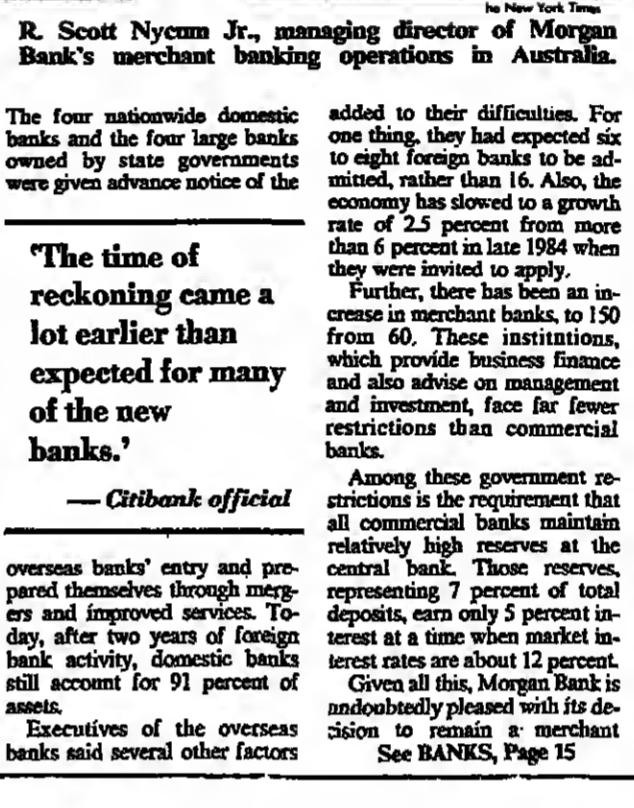 he New York Times
R. Scott Nycum Jr., managing director of Morgan
Bank's merchant banking operations in Australia.
The four nationwide domestic
banks and the four large banks
owned by state governments
were given advance notice of the
'The time of
reckoning came a
lot earlier than
expected for many
of the new
banks.'
— Citibank official
overseas banks' entry and pre-
pared themselves through merg-
ers and improved services. To-
day, after two years of foreign
bank activity, domestic banks
still account for 91 percent of
assets.
Executives of the overseas
banks said several other factors
added to their difficulties. For
one thing, they had expected six
to eight foreign banks to be ad-
mitted, rather than 16. Also, the
economy has slowed to a growth
rate of 2.5 percent from more
than 6 percent in late 1984 when
they were invited to apply.
Further, there has been an in-
crease in merchant banks, to 150
from 60. These institutions,
which provide business finance
and also advise on management
and investment, face far fewer
restrictions than commercial
banks.
Among these government re-
strictions is the requirement that
all commercial banks maintain
relatively high reserves at the
central bank. Those reserves,
representing 7 percent of total
deposits, earn only 5 percent in-
terest at a time when market in-
terest rates are about 12 percent.
Given all this, Morgan Bank is
undoubtedly pleased with its de-
cision to remain a merchant
See BANKS, Page 15